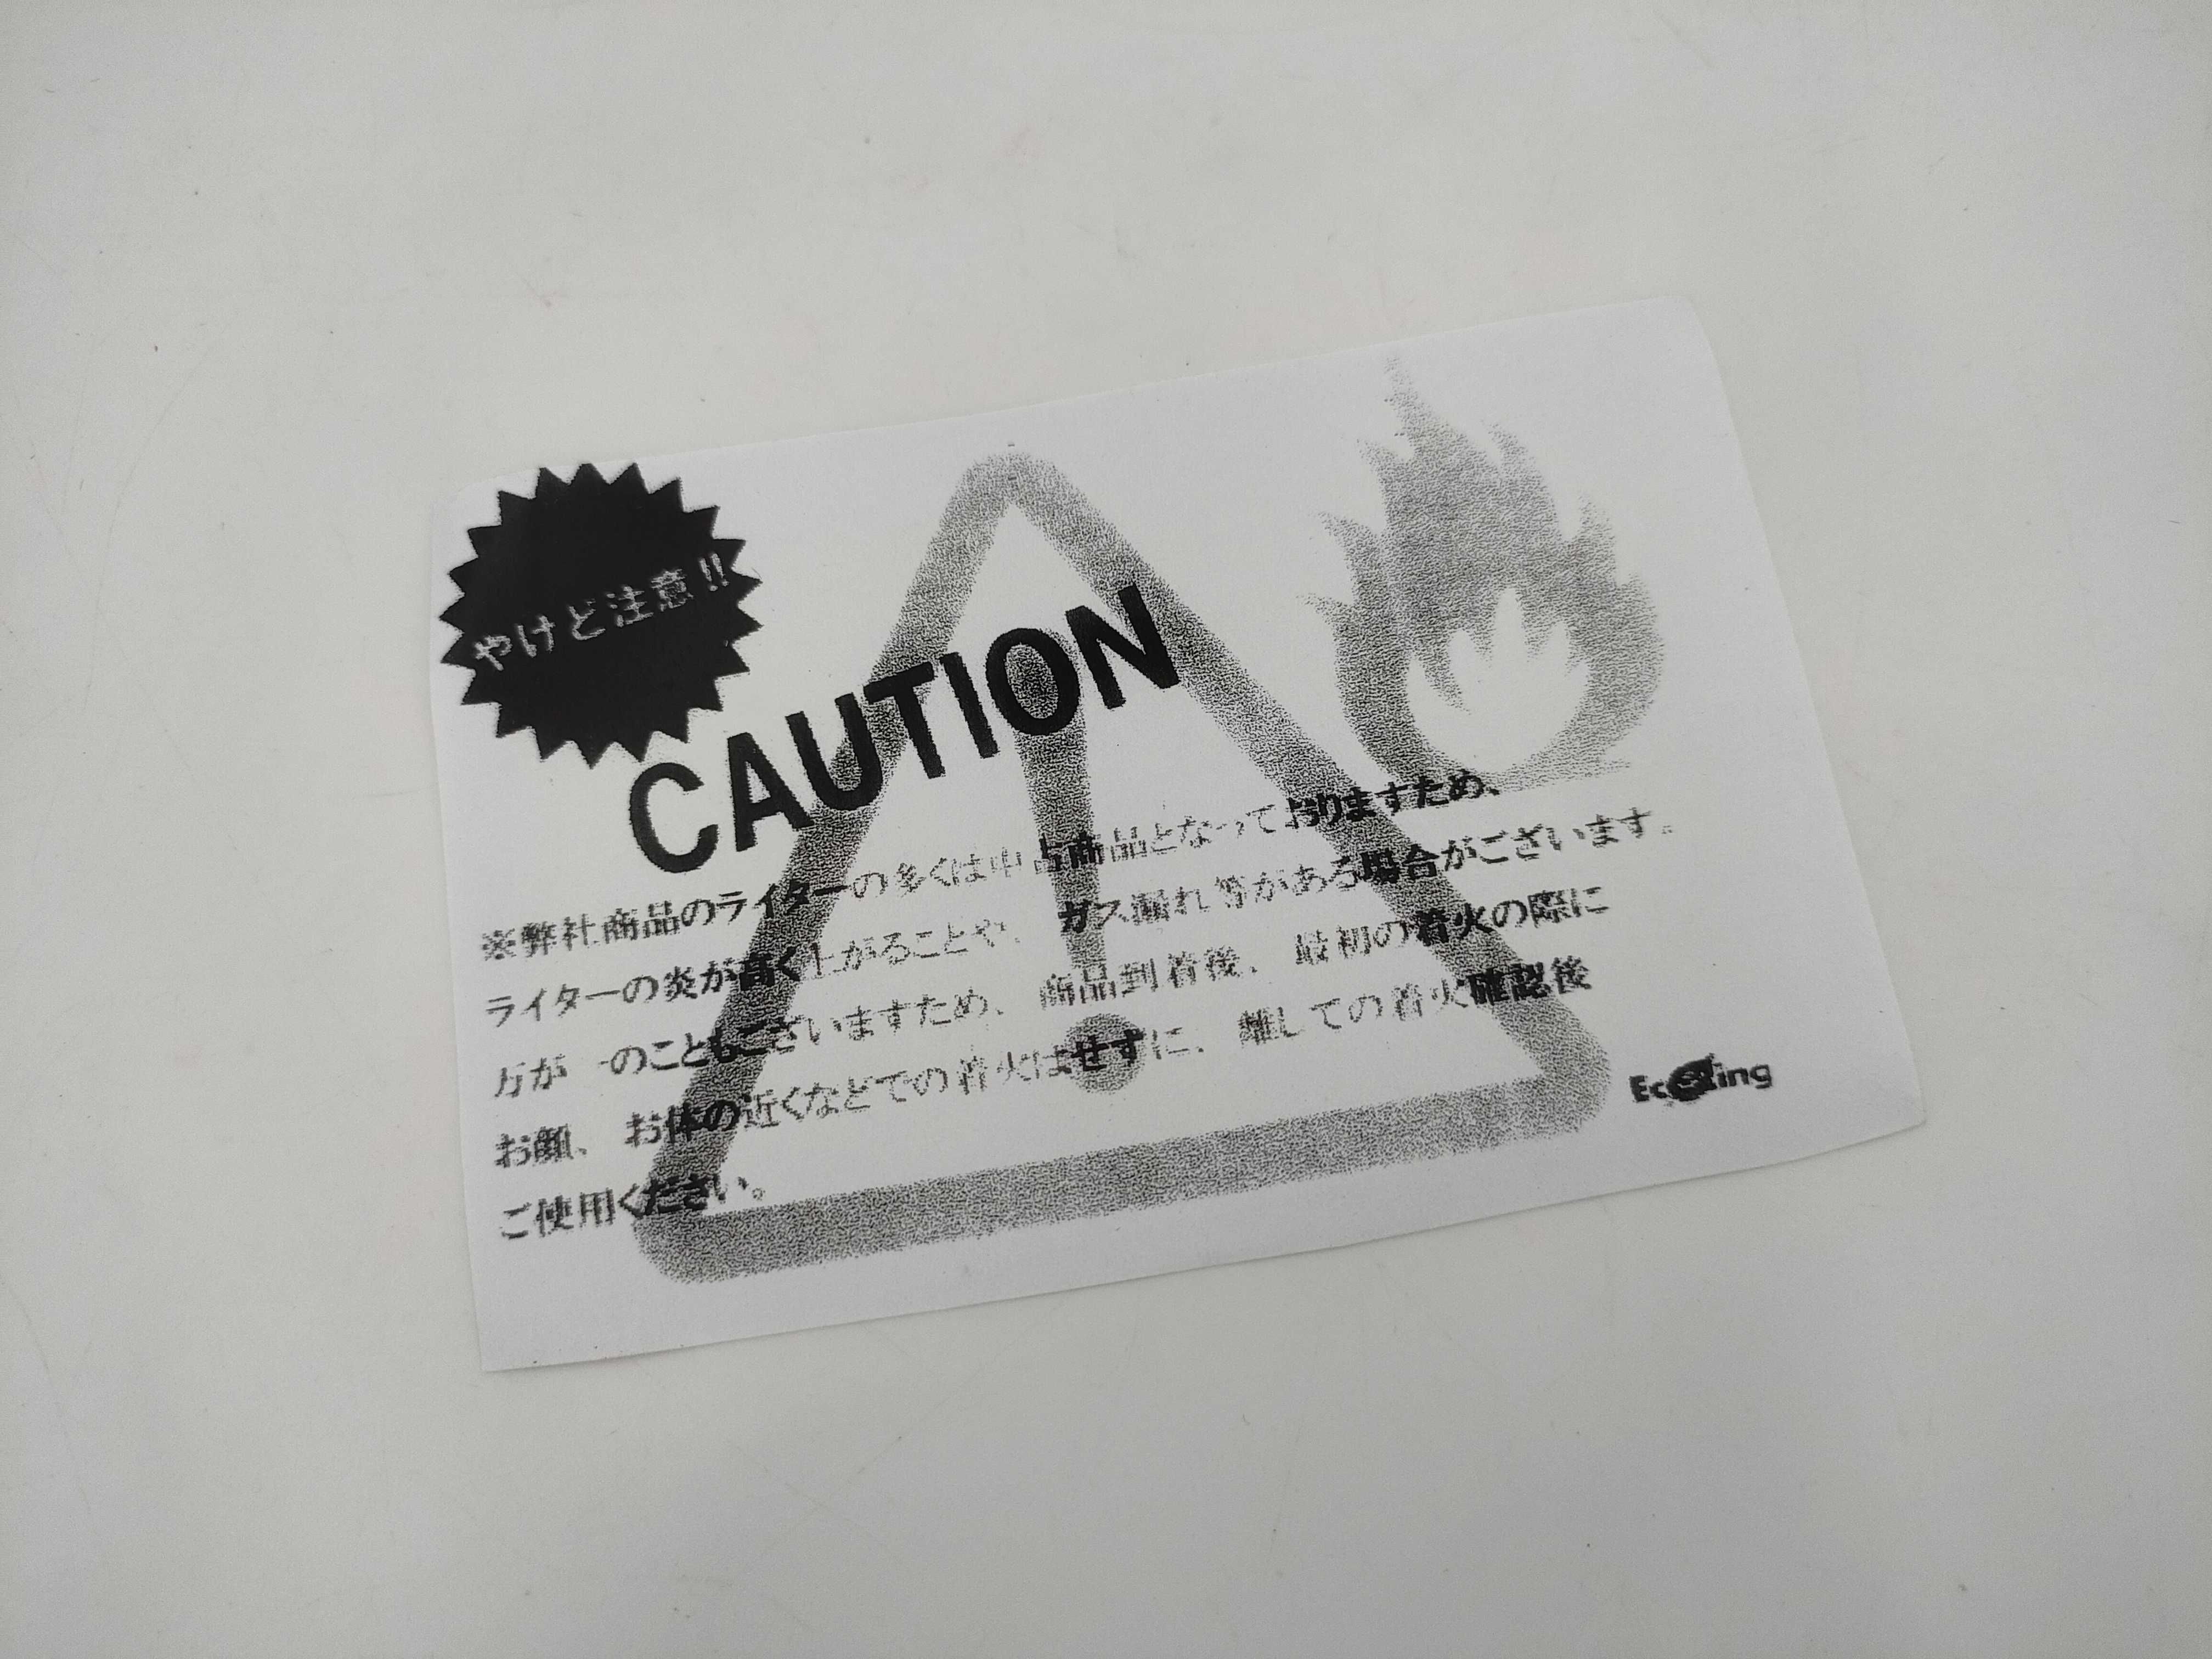 やけど注意!!
CAUTION
※弊社商品のライターの多くは中古商品となっておりますため、
ライターの炎が高く上がることや、ガス漏れ等がある場合がございます。
万が一のこともございますため、商品到着後、最初の着火の際に
お顔、お体の近くなどでの着火はせずに、離しての着火確認後
ご使用ください。
EcoRing